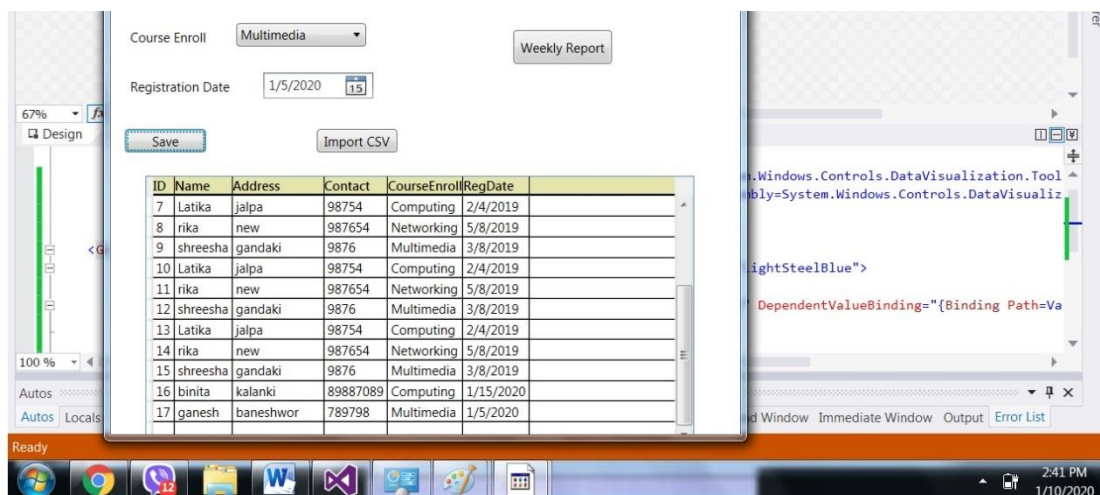 rer
Course Enroll Multimedia
Weekly Report
Registration Date 1/5/2020 15
67% fx
Design
Save Import CSV
.Windows.Controls.DataVisualization.Tool
bly=System.Windows.Controls.DataVisualiz
ID Name Address Contact CourseEnroll RegDate
7 Latika jalpa 98754 Computing 2/4/2019
8 rika new 987654 Networking 5/8/2019
<G 9 shreesha gandaki 9876 Multimedia 3/8/2019
10 Latika jalpa 98754 Computing 2/4/2019 ightSteelBlue">
11 rika new 987654 Networking 5/8/2019
12 shreesha gandaki 9876 Multimedia 3/8/2019 " DependentValueBinding="{Binding Path=Va
13 Latika jalpa 98754 Computing 2/4/2019
14 rika new 987654 Networking 5/8/2019
100 % 15 shreesha gandaki 9876 Multimedia 3/8/2019
Autos 16 binita kalanki 89887089 Computing 1/15/2020
Autos Locals 17 ganesh baneshwor 789798 Multimedia 1/5/2020 d Window Immediate Window Output Error List
Ready
12 W 2:41 PM
1/10/2020